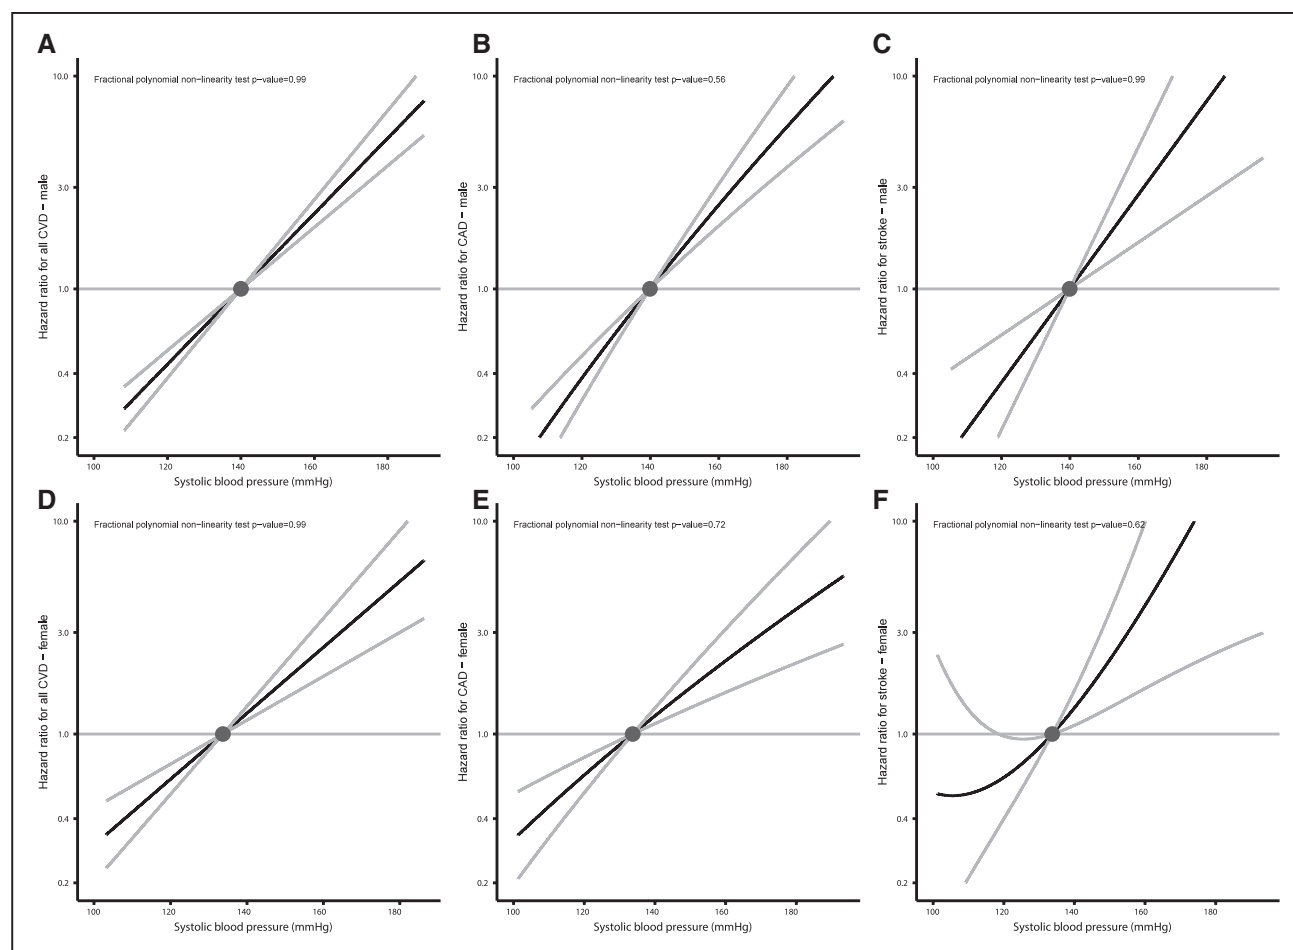 A
Fractional polynomial non-linearity test p-value=0.99
Hazard ratio for all CVD – male
10.0
3.0
1.0
0.4
0.2
100 120 140 160 180
Systolic blood pressure (mmHg)
B
Fractional polynomial non-linearity test p-value=0.56
Hazard ratio for CAD – male
10.0
3.0
1.0
0.4
0.2
100 120 140 160 180
Systolic blood pressure (mmHg)
C
Fractional polynomial non-linearity test p-value=0.99
Hazard ratio for stroke – male
10.0
3.0
1.0
0.4
0.2
100 120 140 160 180
Systolic blood pressure (mmHg)
D
Fractional polynomial non-linearity test p-value=0.99
Hazard ratio for all CVD – female
10.0
3.0
1.0
0.4
0.2
100 120 140 160 180
Systolic blood pressure (mmHg)
E
Fractional polynomial non-linearity test p-value=0.72
Hazard ratio for CAD – female
10.0
3.0
1.0
0.4
0.2
100 120 140 160 180
Systolic blood pressure (mmHg)
F
Fractional polynomial non-linearity test p-value=0.62
Hazard ratio for stroke – female
10.0
3.0
1.0
0.4
0.2
100 120 140 160 180
Systolic blood pressure (mmHg)